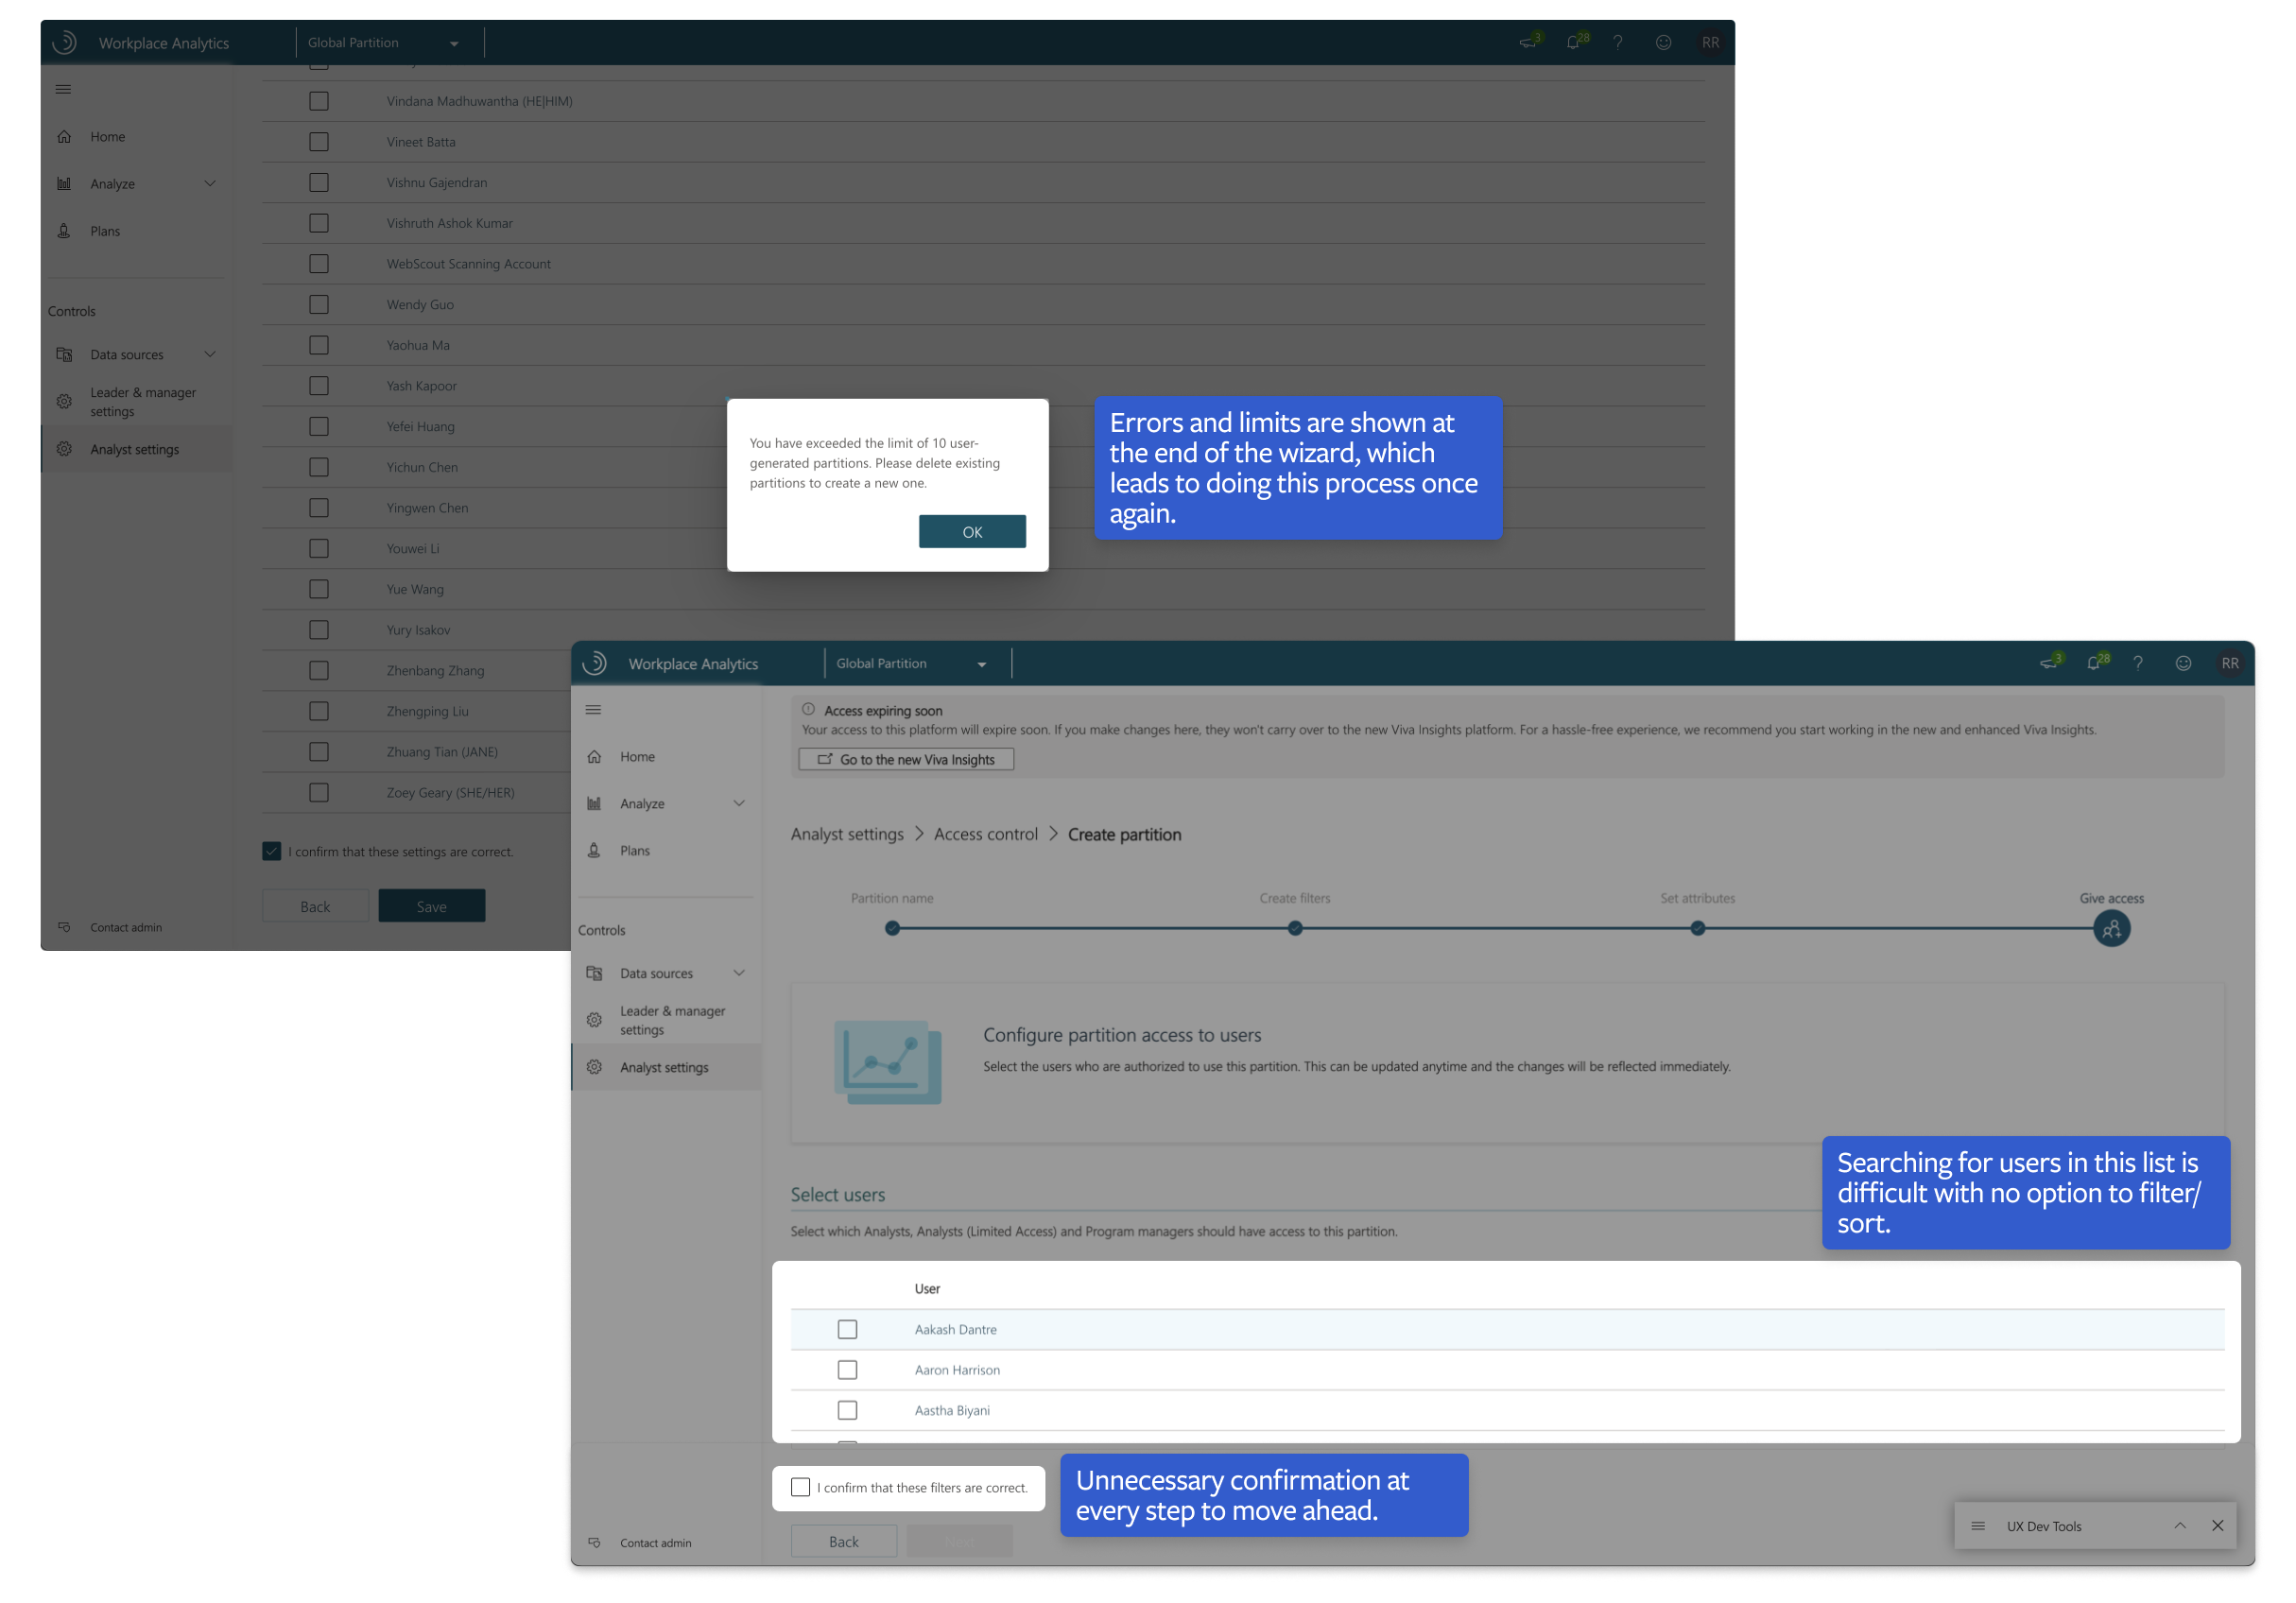 Workplace Analytics
Global Partition
3
28
?
RR
Home
Analyze
Plans
Controls
Data sources
Leader & manager
settings
Analyst settings
Contact admin
Vindana Madhuwantha (HE|HIM)
Vineet Batta
Vishnu Gajendran
Vishruth Ashok Kumar
WebScout Scanning Account
Wendy Guo
Yaohua Ma
Yash Kapoor
Yefei Huang
Yichun Chen
Yingwen Chen
Youwei Li
Yue Wang
Yury Isakov
Zhenbang Zhang
Zhengping Liu
Zhuang Tian (JANE)
Zoey Geary (SHE/HER)
I confirm that these settings are correct.
Back
Save
You have exceeded the limit of 10 user-
generated partitions. Please delete existing
partitions to create a new one.
OK
Errors and limits are shown at
the end of the wizard, which
leads to doing this process once
again.
Workplace Analytics
Global Partition
3
28
?
RR
Home
Analyze
Plans
Controls
Data sources
Leader & manager
settings
Analyst settings
Contact admin
Access expiring soon
Your access to this platform will expire soon. If you make changes here, they won't carry over to the new Viva Insights platform. For a hassle-free experience, we recommend you start working in the new and enhanced Viva Insights.
Go to the new Viva Insights
Analyst settings > Access control > Create partition
Partition name
Create filters
Set attributes
Give access
Configure partition access to users
Select the users who are authorized to use this partition. This can be updated anytime and the changes will be reflected immediately.
Searching for users in this list is
difficult with no option to filter/
sort.
Select users
Select which Analysts, Analysts (Limited Access) and Program managers should have access to this partition.
User
Aakash Dantre
Aaron Harrison
Aastha Biyani
I confirm that these filters are correct.
Unnecessary confirmation at
every step to move ahead.
Back
UX Dev Tools